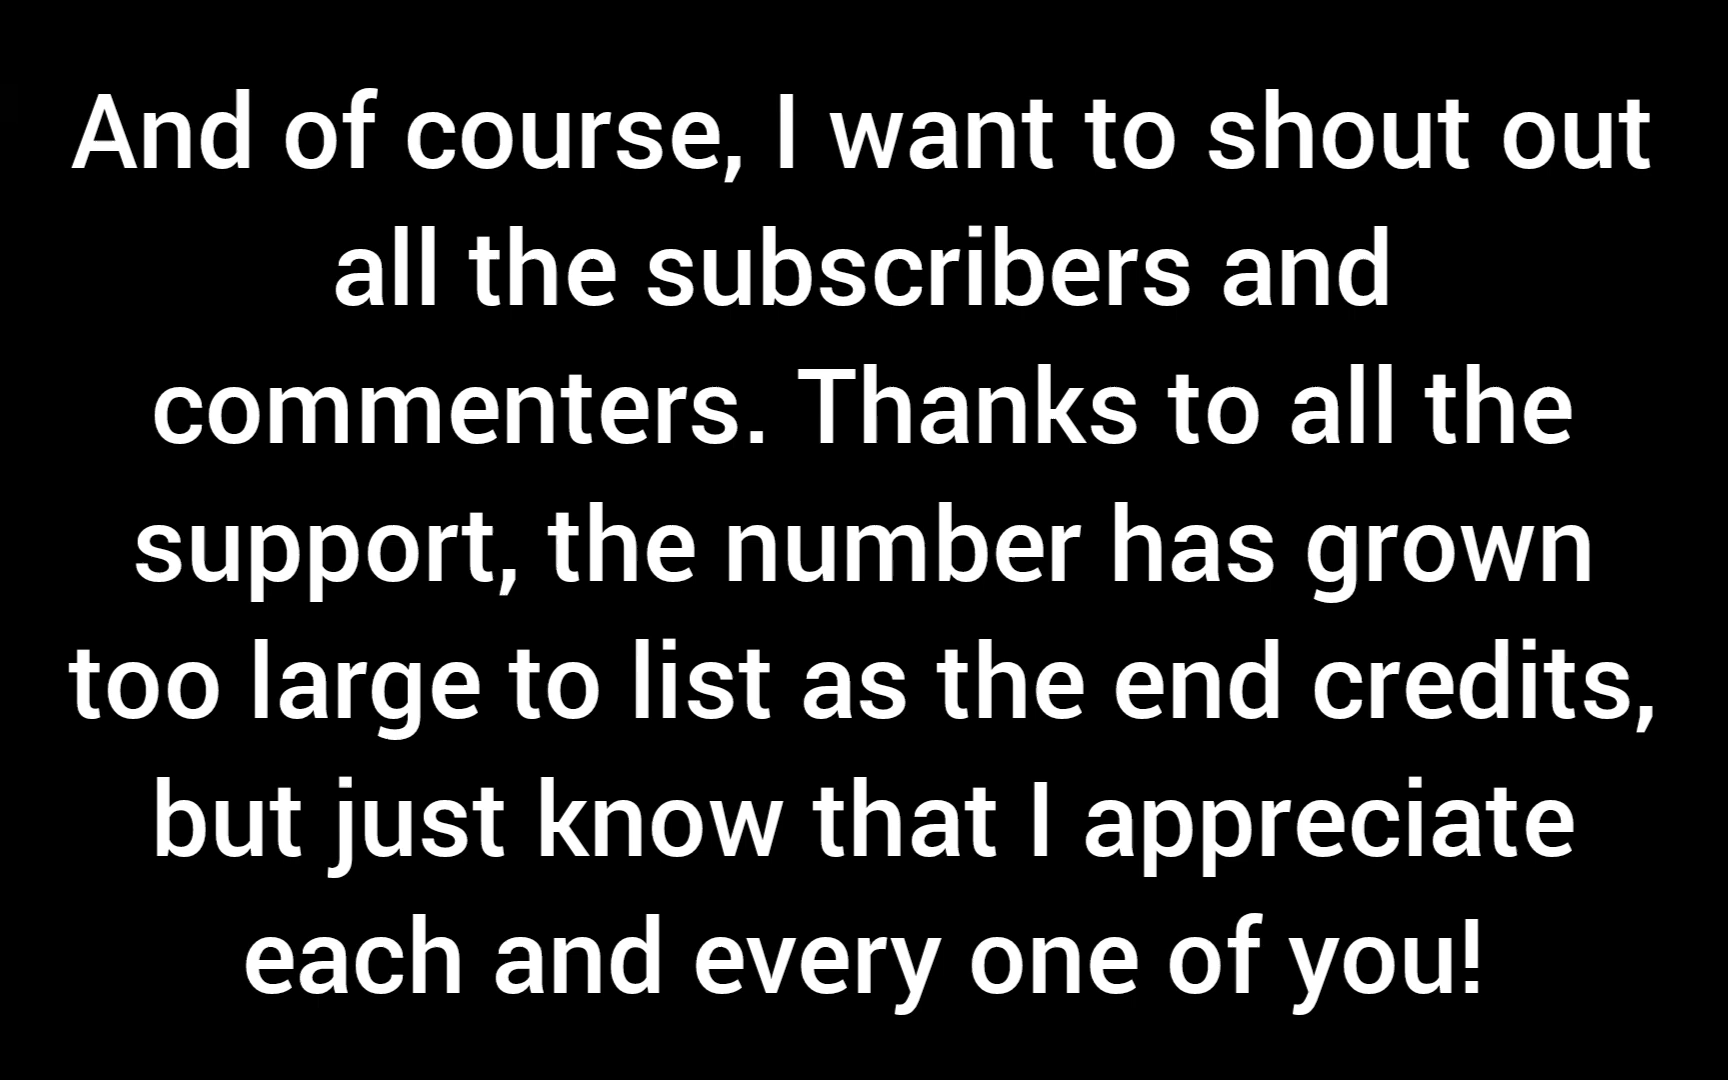 And of course, I want to shout out
all the subscribers and
commenters. Thanks to all the
support, the number has grown
too large to list as the end credits,
but just know that I appreciate
each and every one of you!